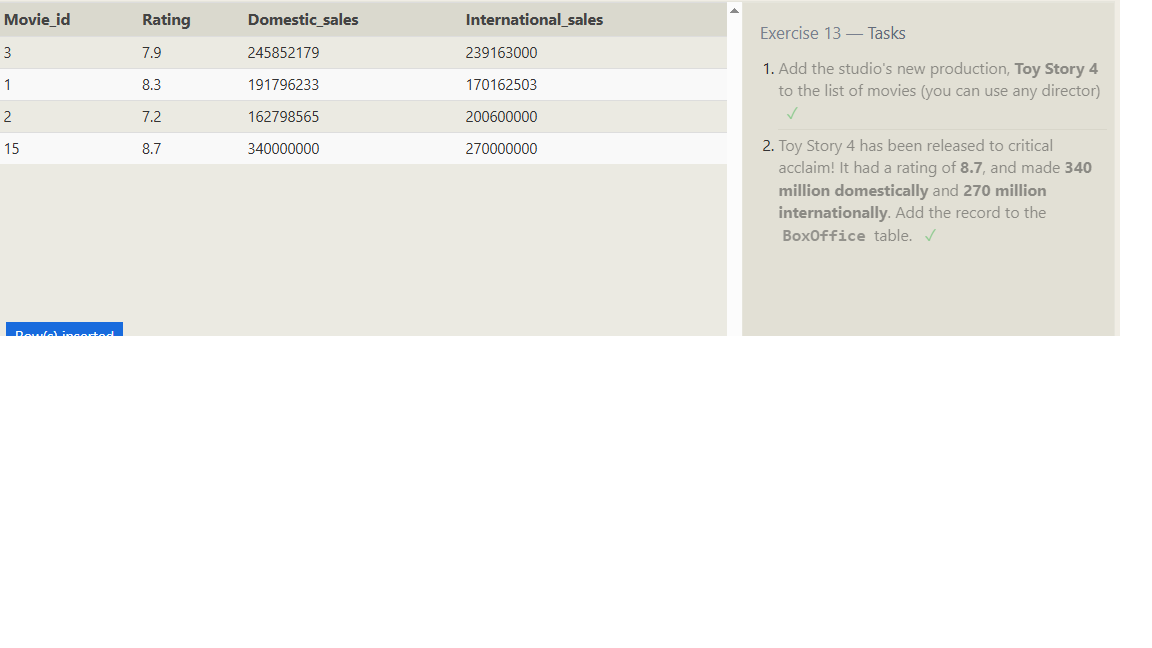 Movie_id Rating Domestic_sales International_sales
3 7.9 245852179 239163000
1 8.3 191796233 170162503
2 7.2 162798565 200600000
15 8.7 340000000 270000000
Row(s) inserted
Exercise 13 — Tasks
1. Add the studio's new production, Toy Story 4
to the list of movies (you can use any director)
✓
2. Toy Story 4 has been released to critical
acclaim! It had a rating of 8.7, and made 340
million domestically and 270 million
internationally. Add the record to the
BoxOffice table. ✓